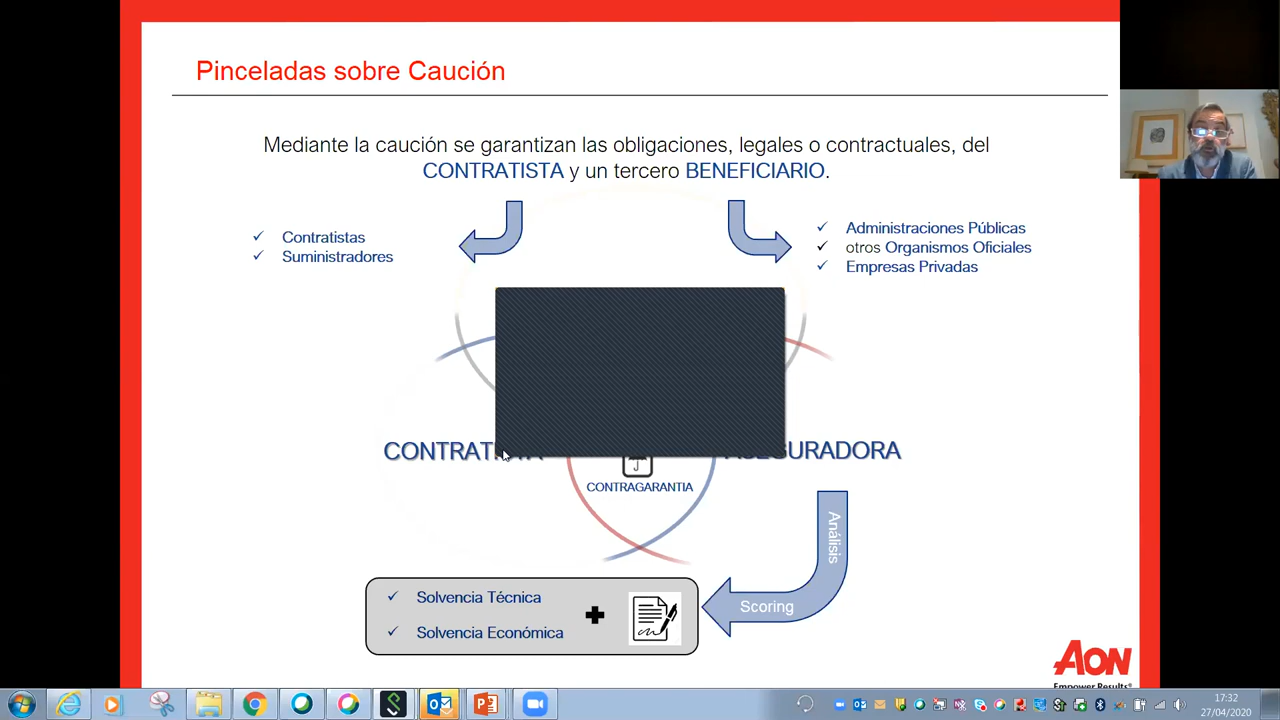 Pinceladas sobre Caución
Mediante la caución se garantizan las obligaciones, legales o contractuales, del
CONTRATISTA y un tercero BENEFICIARIO.
Contratistas
Suministradores
Administraciones Públicas
otros Organismos Oficiales
Empresas Privadas
CONTRATISTA
ASEGURADORA
CONTRAGARANTIA
Análisis
Scoring
Solvencia Técnica
Solvencia Económica
AON
Empower Results®
17:32
27/04/2020